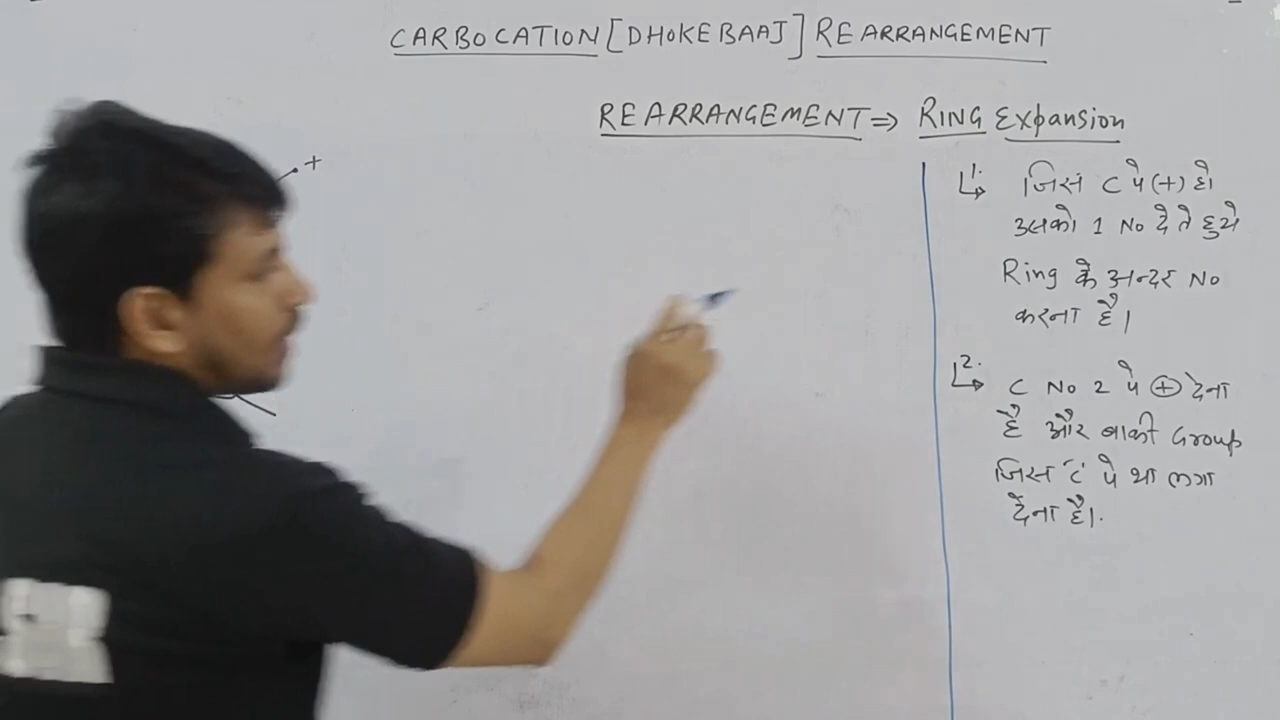 CARBOCATION [DHOKEBAAJ] REARRANGEMENT
REARRANGEMENT ⇒ RING Expansion
+
1. जिस C पे (+) हो
उसको 1 No देते हुये
Ring के अन्दर No
करना है।
2. C No 2 पे ⊕ देना
है और बाकी Group
जिस 'C' पे था लगा
देना है।